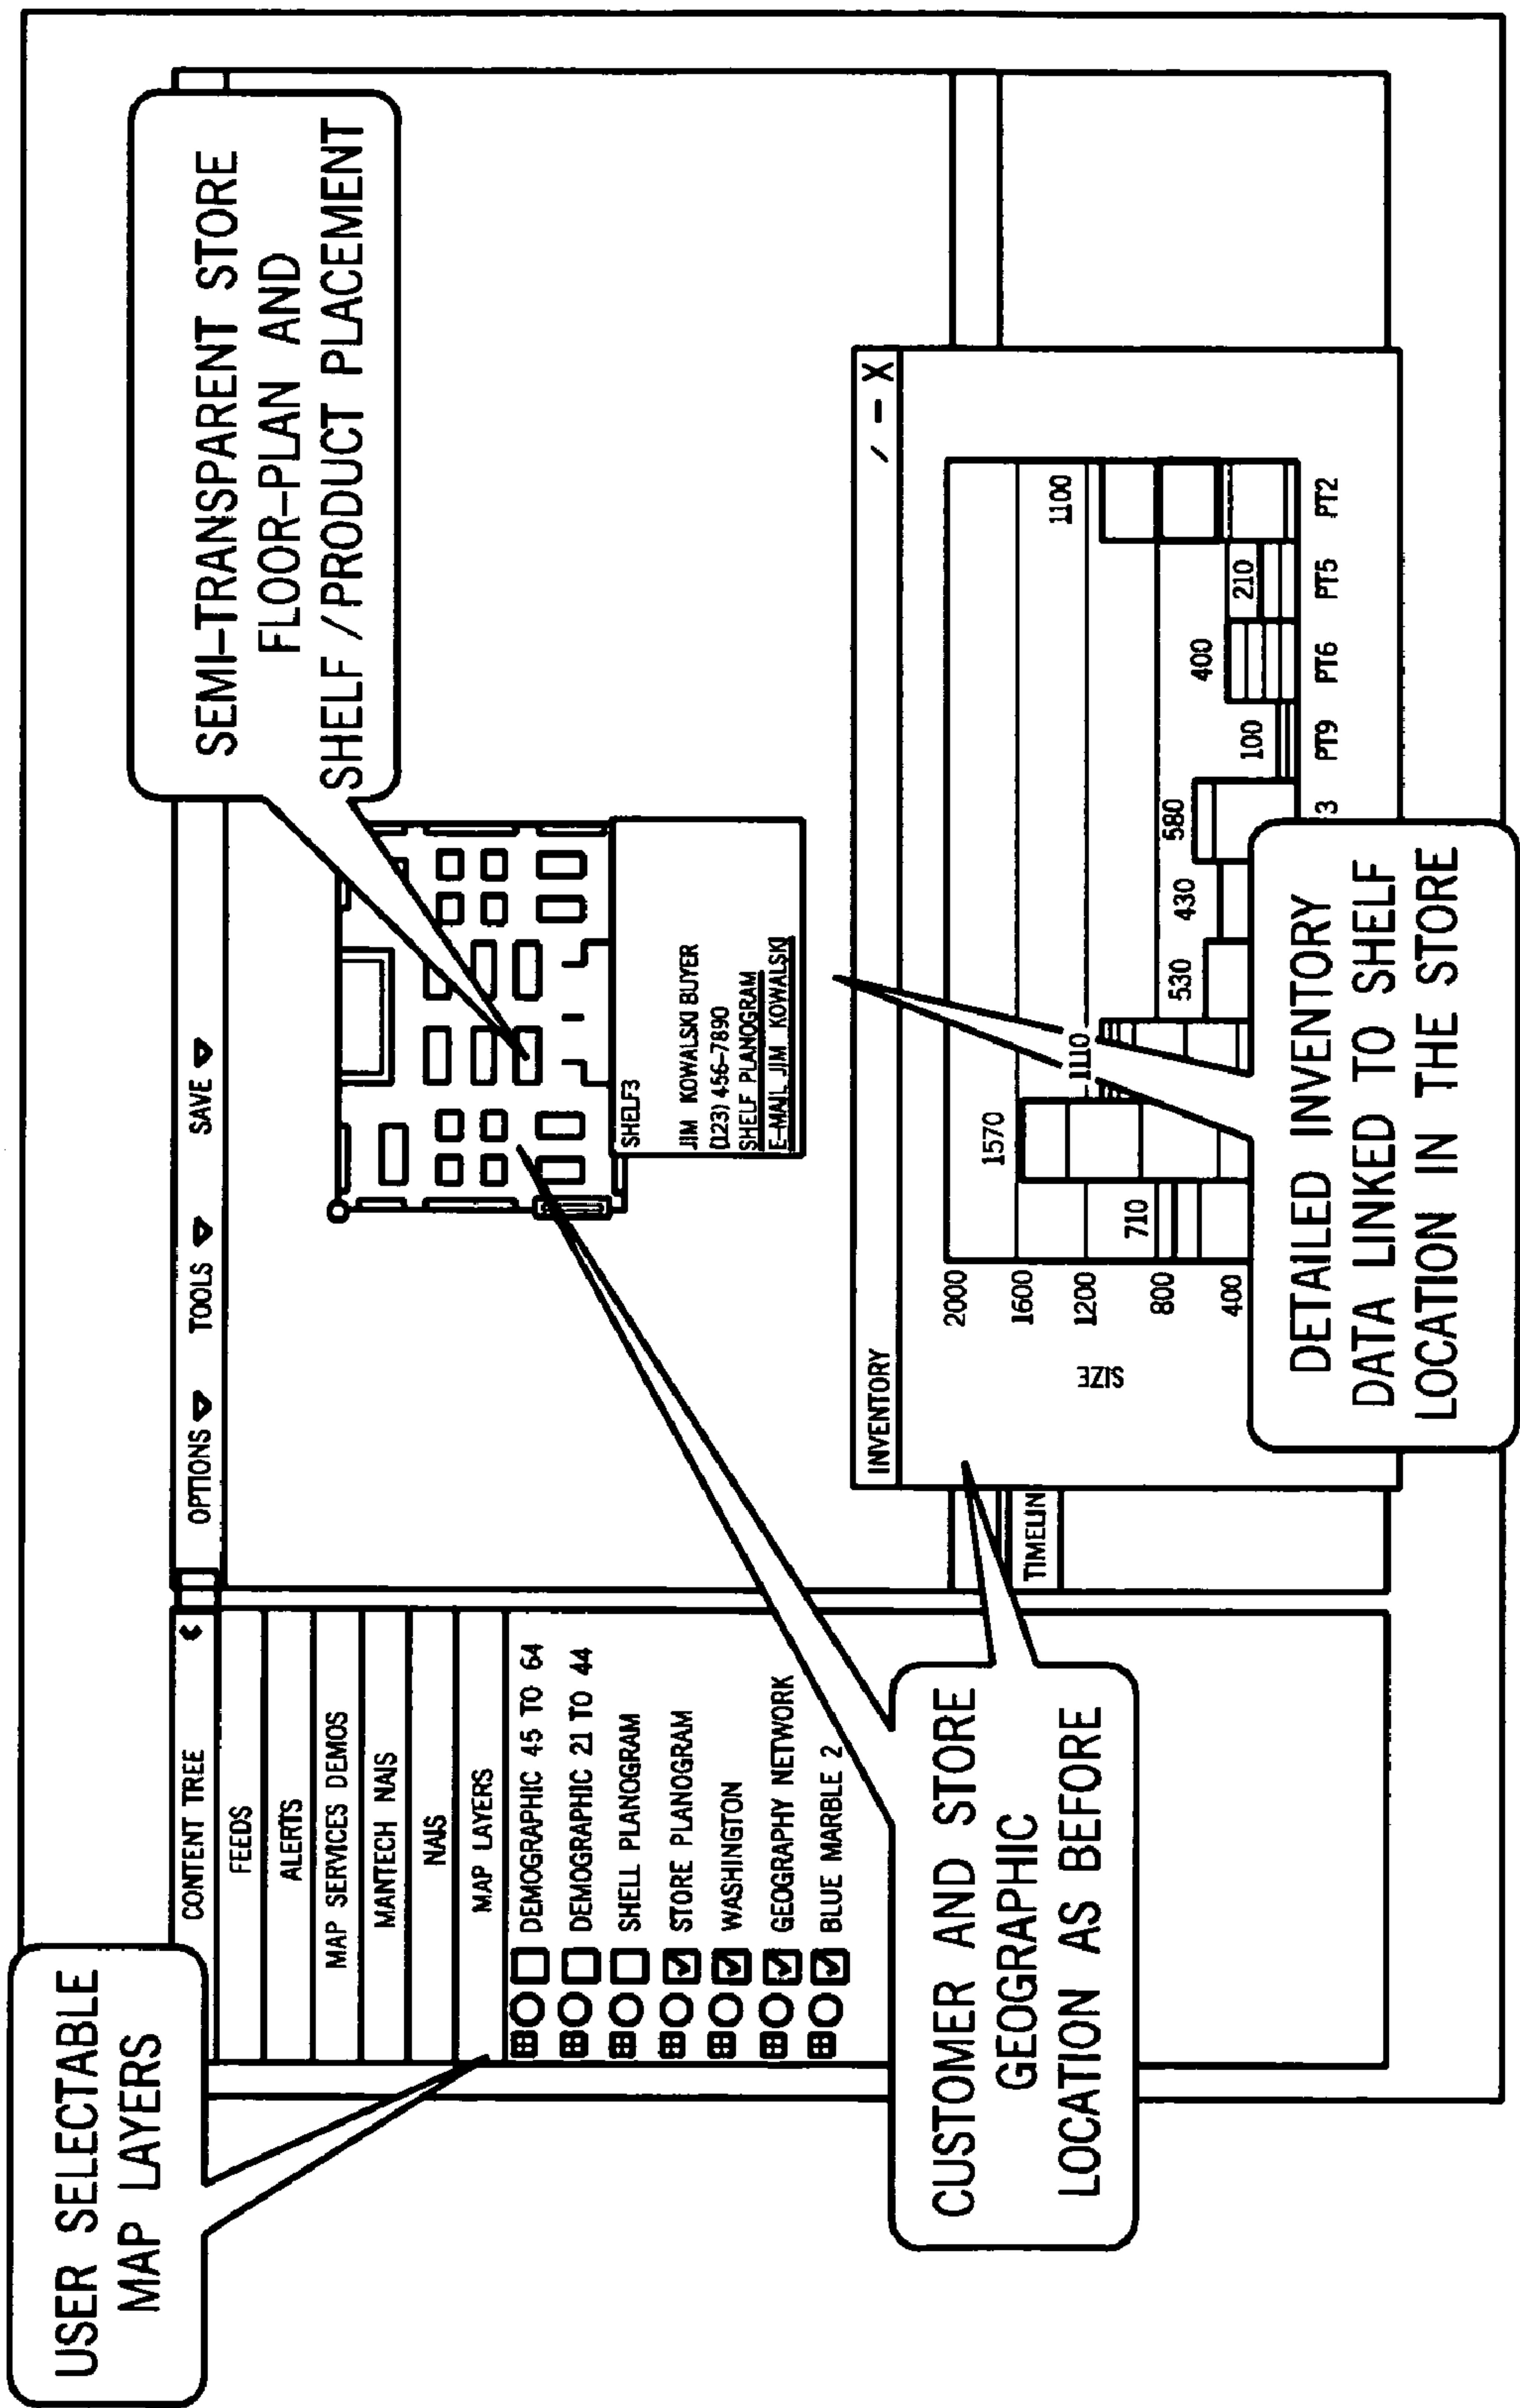 USER SELECTABLE
MAP LAYERS
SEMI-TRANSPARENT STORE
FLOOR-PLAN AND
SHELF /PRODUCT PLACEMENT
CONTENT TREE
OPTIONS
TOOLS
SAVE
FEEDS
ALERTS
MAP SERVICES DEMOS
MANTECH NAIS
NAIS
MAP LAYERS
DEMOGRAPHIC 45 TO 64
DEMOGRAPHIC 21 TO 44
SHELL PLANOGRAM
STORE PLANOGRAM
WASHINGTON
GEOGRAPHY NETWORK
BLUE MARBLE 2
SHELF3
JIM KOWALSKI BUYER
(123) 456-7890
SHELF PLANOGRAM
E-MAIL JIM KOWALSKI
CUSTOMER AND STORE
GEOGRAPHIC
LOCATION AS BEFORE
TIMELIN
INVENTORY
/ – X
SIZE
2000
1600
1200
800
400
710
1570
1110
530
430
580
100
400
210
1100
3
PT9
PT6
PT5
PT2
DETAILED INVENTORY
DATA LINKED TO SHELF
LOCATION IN THE STORE